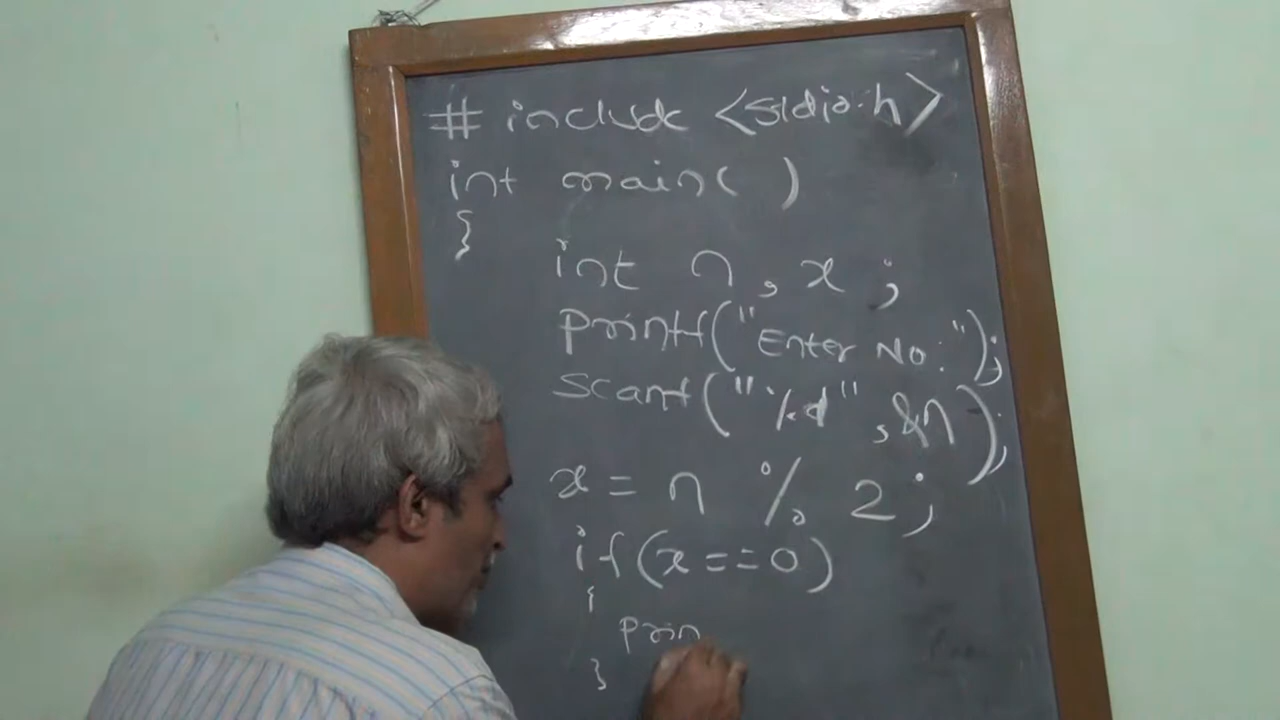 # include <stdio.h>
int main( )
{
int n, x ;
printf("Enter No:");
scanf("%d", &n);
x = n % 2 ;
if(x==0)
{
prin
}